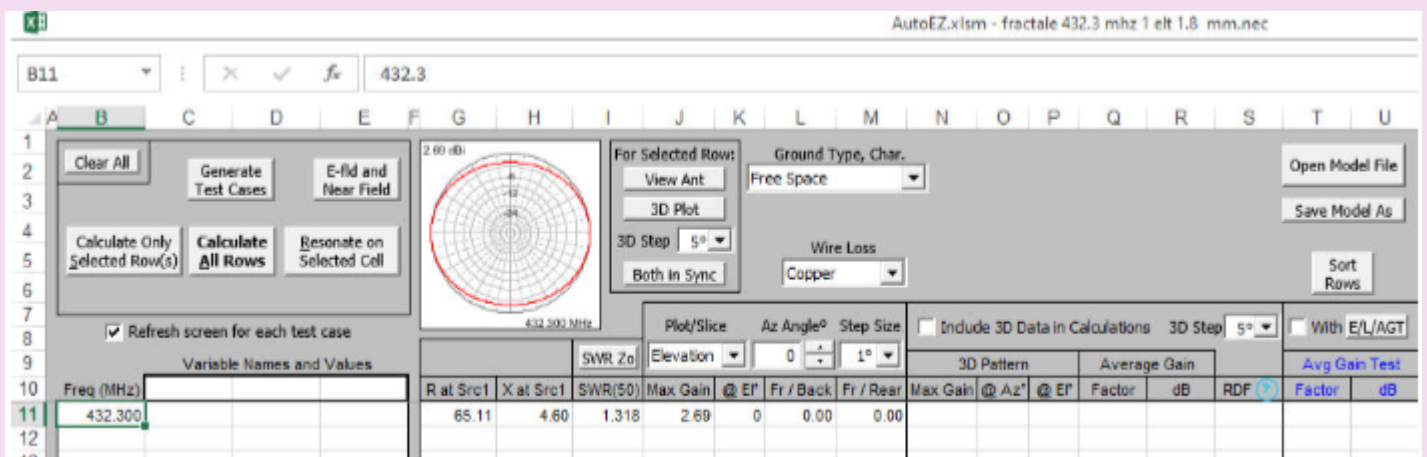 AutoEZ.xlsm - fractale 432.3 mhz 1 elt 1.8 mm.nec
B11 fx 432.3
A B C D E F G H I J K L M N O P Q R S T U
1
2
3
4
5
6
7
8
9
10
11
12
Clear All
Generate
Test Cases
E-fld and
Near Field
Calculate Only
Selected Row(s)
Calculate
All Rows
Resonate on
Selected Cell
Refresh screen for each test case
Variable Names and Values
2.69 dBi
432.300 MHz
For Selected Row:
View Ant
3D Plot
3D Step 5°
Both in Sync
Ground Type, Char.
Free Space
Wire Loss
Copper
Open Model File
Save Model As
Sort
Rows
SWR Zo
Plot/Slice Az Angle° Step Size
Elevation 0 1°
Include 3D Data in Calculations 3D Step 5°
With E/L/AGT
3D Pattern Average Gain Avg Gain Test
Freq (MHz) R at Src1 X at Src1 SWR(50) Max Gain @ El° Fr / Back Fr / Rear Max Gain @ Az° @ El° Factor dB RDF ? Factor dB
432.300 65.11 4.60 1.318 2.69 0 0.00 0.00